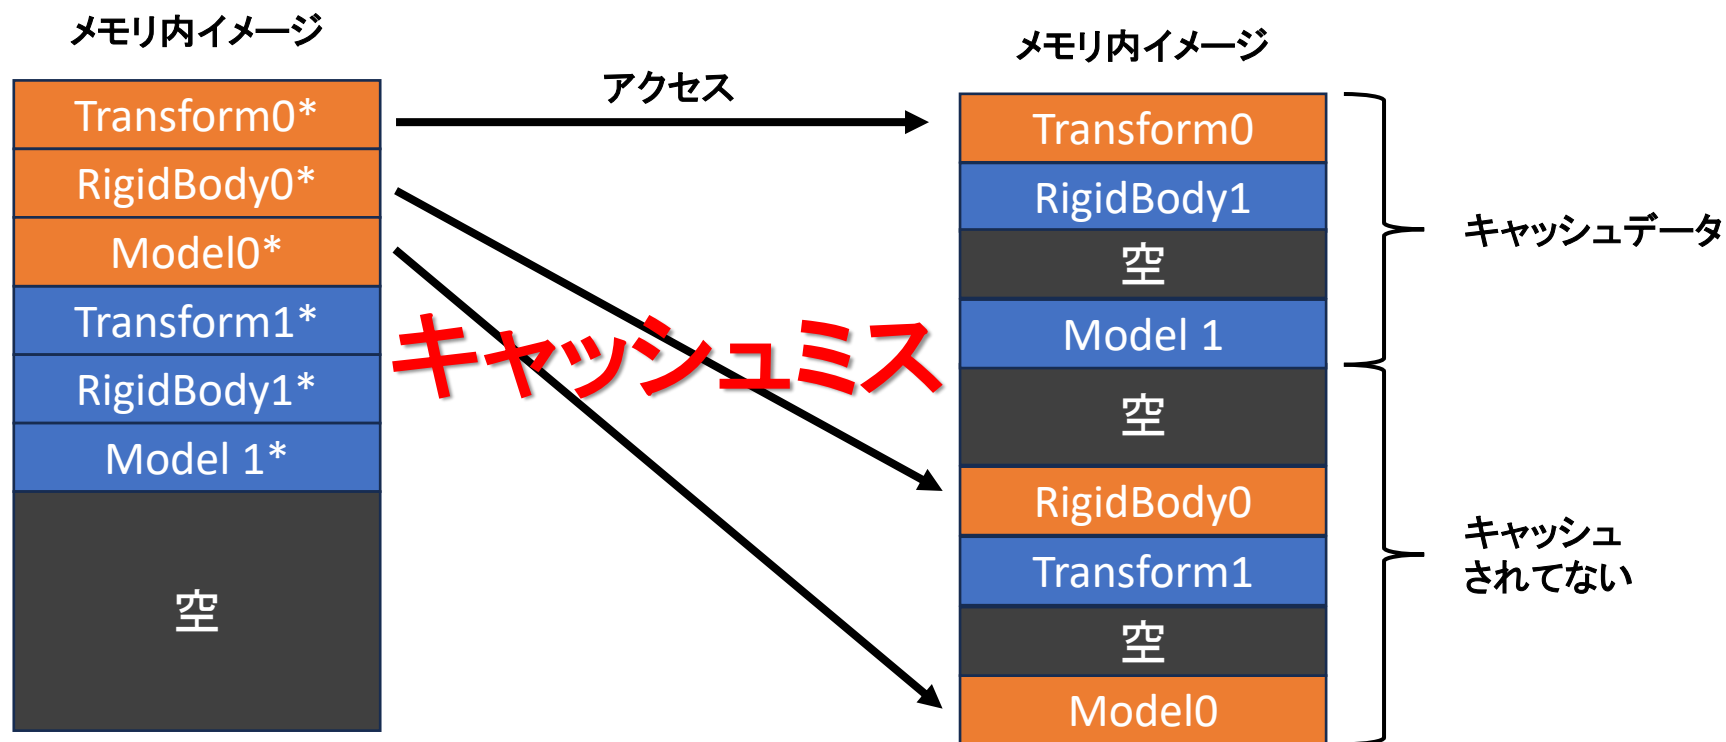 メモリ内イメージ
Transform0*
RigidBody0*
Model0*
Transform1*
RigidBody1*
Model 1*
空
アクセス
キャッシュミス
メモリ内イメージ
Transform0
RigidBody1
空
Model 1
空
RigidBody0
Transform1
空
Model0
キャッシュデータ
キャッシュ
されてない